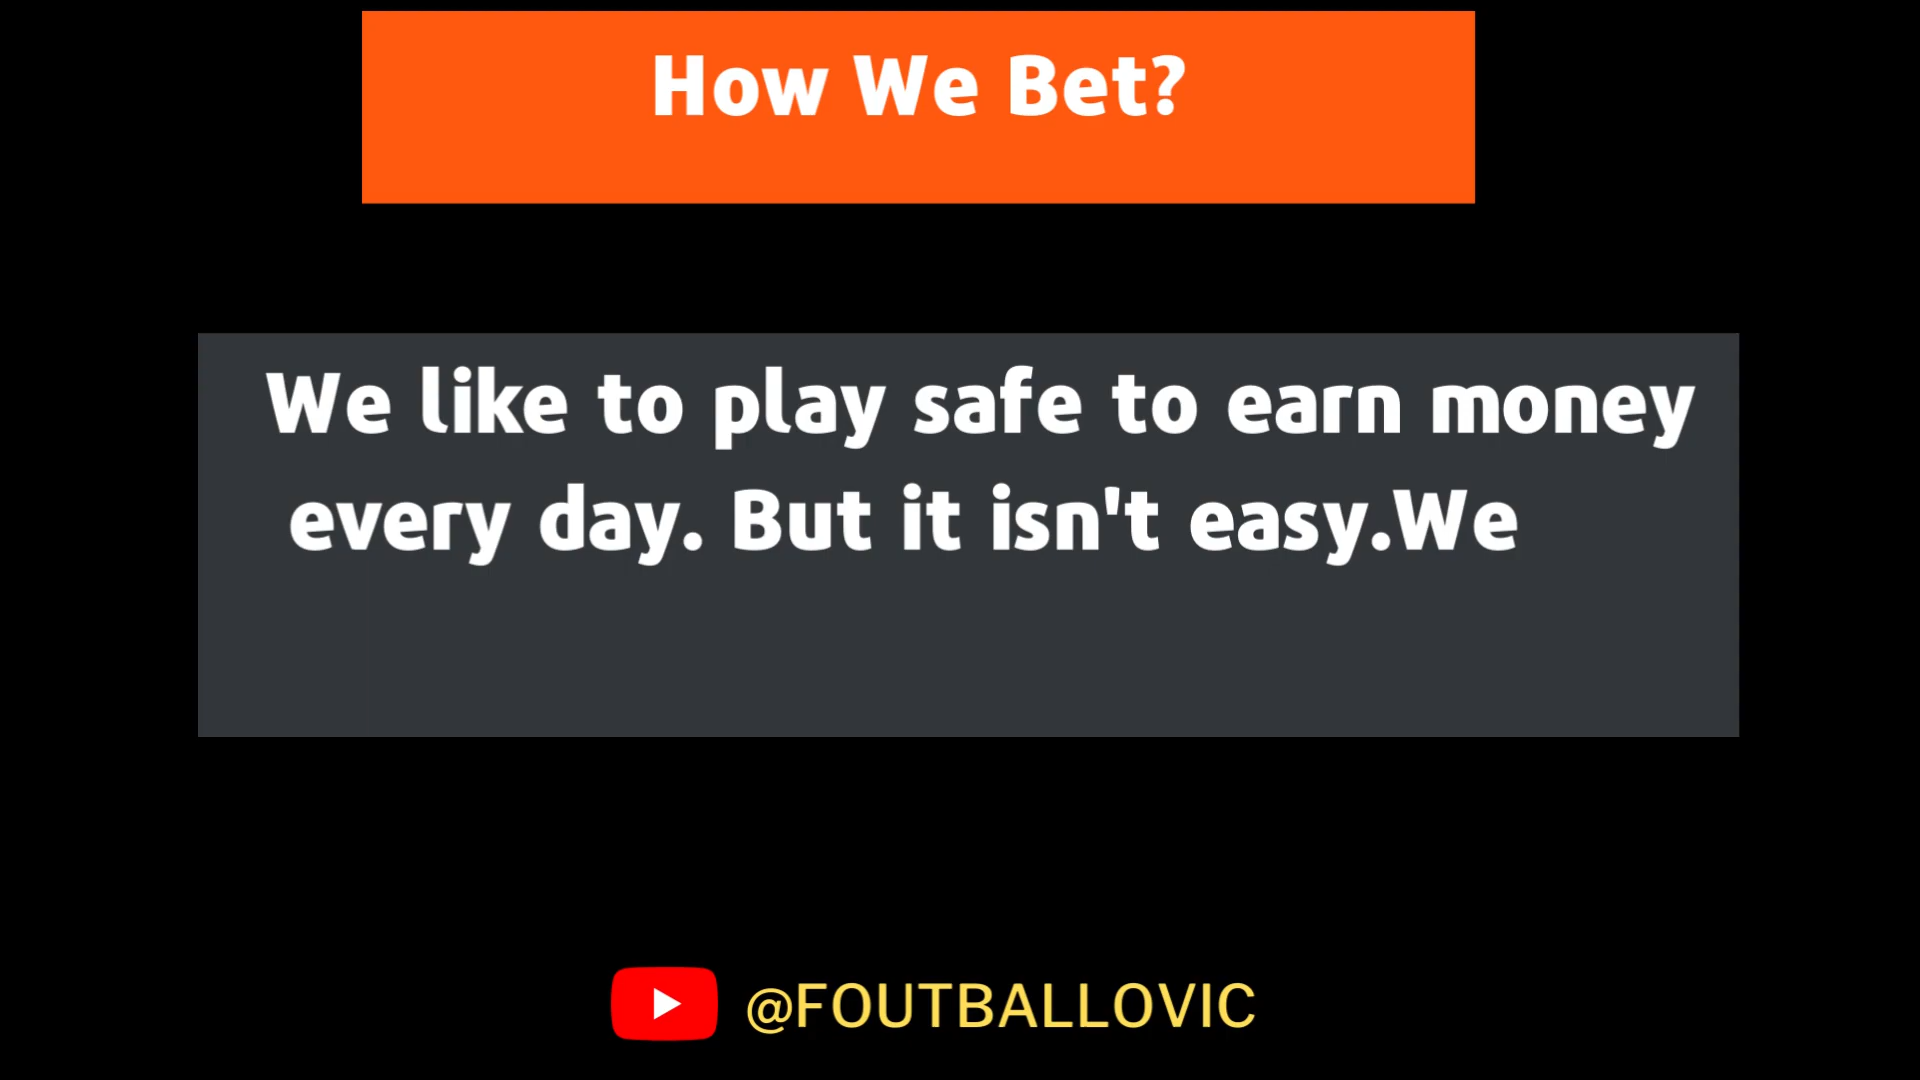 How We Bet?
We like to play safe to earn money
every day. But it isn't easy.We
@FOUTBALLOVIC